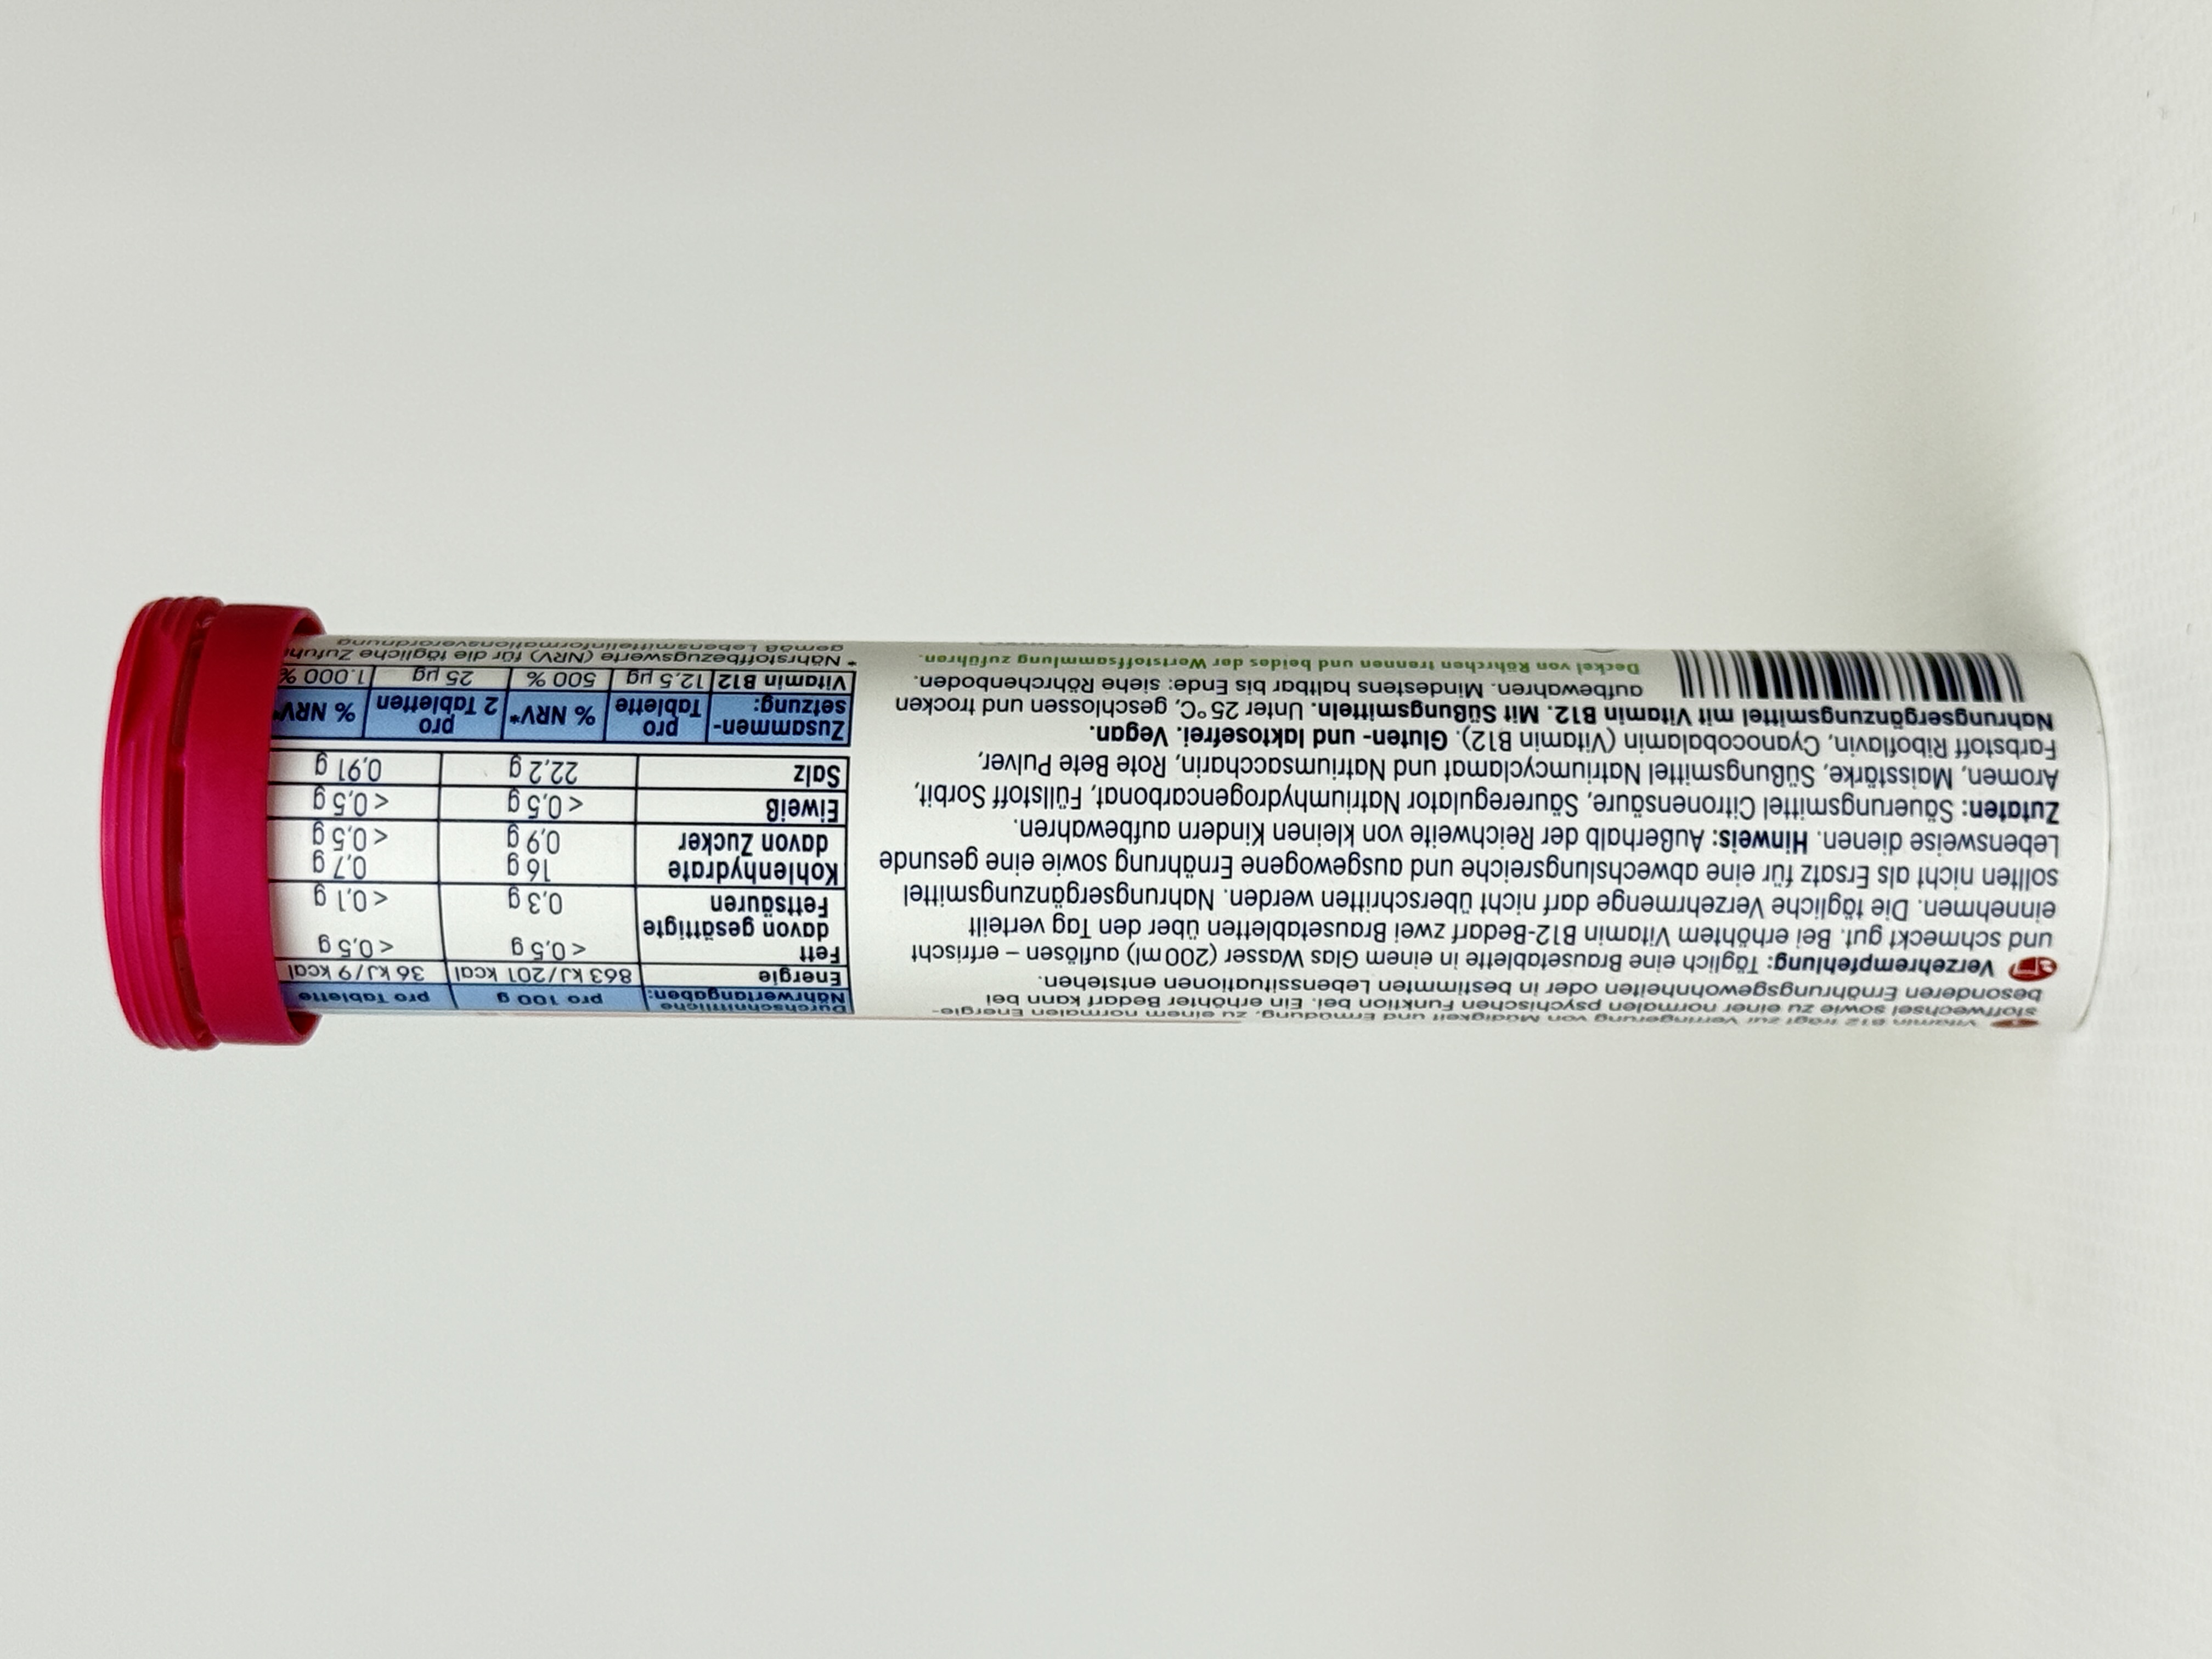 Vitamin B12 trägt zur Verringerung von Müdigkeit und Ermüdung, zu einem normalen Energie-
stoffwechsel sowie zu einer normalen psychischen Funktion bei. Ein erhöhter Bedarf kann bei
besonderen Ernährungsgewohnheiten oder in bestimmten Lebenssituationen entstehen.
Verzehrempfehlung: Täglich eine Brausetablette in einem Glas Wasser (200 ml) auflösen – erfrischt
und schmeckt gut. Bei erhöhtem Vitamin B12-Bedarf zwei Brausetabletten über den Tag verteilt
einnehmen. Die tägliche Verzehrmenge darf nicht überschritten werden. Nahrungsergänzungsmittel
sollten nicht als Ersatz für eine abwechslungsreiche und ausgewogene Ernährung sowie eine gesunde
Lebensweise dienen. Hinweis: Außerhalb der Reichweite von kleinen Kindern aufbewahren.
Zutaten: Säuerungsmittel Citronensäure, Säureregulator Natriumhydrogencarbonat, Füllstoff Sorbit,
Aromen, Maisstärke, Süßungsmittel Natriumcyclamat und Natriumsaccharin, Rote Bete Pulver,
Farbstoff Riboflavin, Cyanocobalamin (Vitamin B12). Gluten- und laktosefrei. Vegan.
Nahrungsergänzungsmittel mit Vitamin B12. Mit Süßungsmitteln. Unter 25 °C, geschlossen und trocken
aufbewahren. Mindestens haltbar bis Ende: siehe Röhrchenboden.
Deckel von Röhrchen trennen und beides der Wertstoffsammlung zuführen.
Durchschnittliche
Nährwertangaben: pro 100 g pro Tablette
Energie 863 kJ/201 kcal 36 kJ/9 kcal
Fett <0,5 g <0,5 g
davon gesättigte
Fettsäuren 0,3 g <0,1 g
Kohlenhydrate 16 g 0,7 g
davon Zucker 0,9 g <0,5 g
Eiweiß <0,5 g <0,5 g
Salz 22,2 g 0,91 g
Zusammen-
setzung: pro Tablette % NRV* pro 2 Tabletten % NRV*
Vitamin B12 12,5 µg 500 % 25 µg 1.000 %
* Nährstoffbezugswerte (NRV) für die tägliche Zufuhr
gemäß Lebensmittelinformationsverordnung